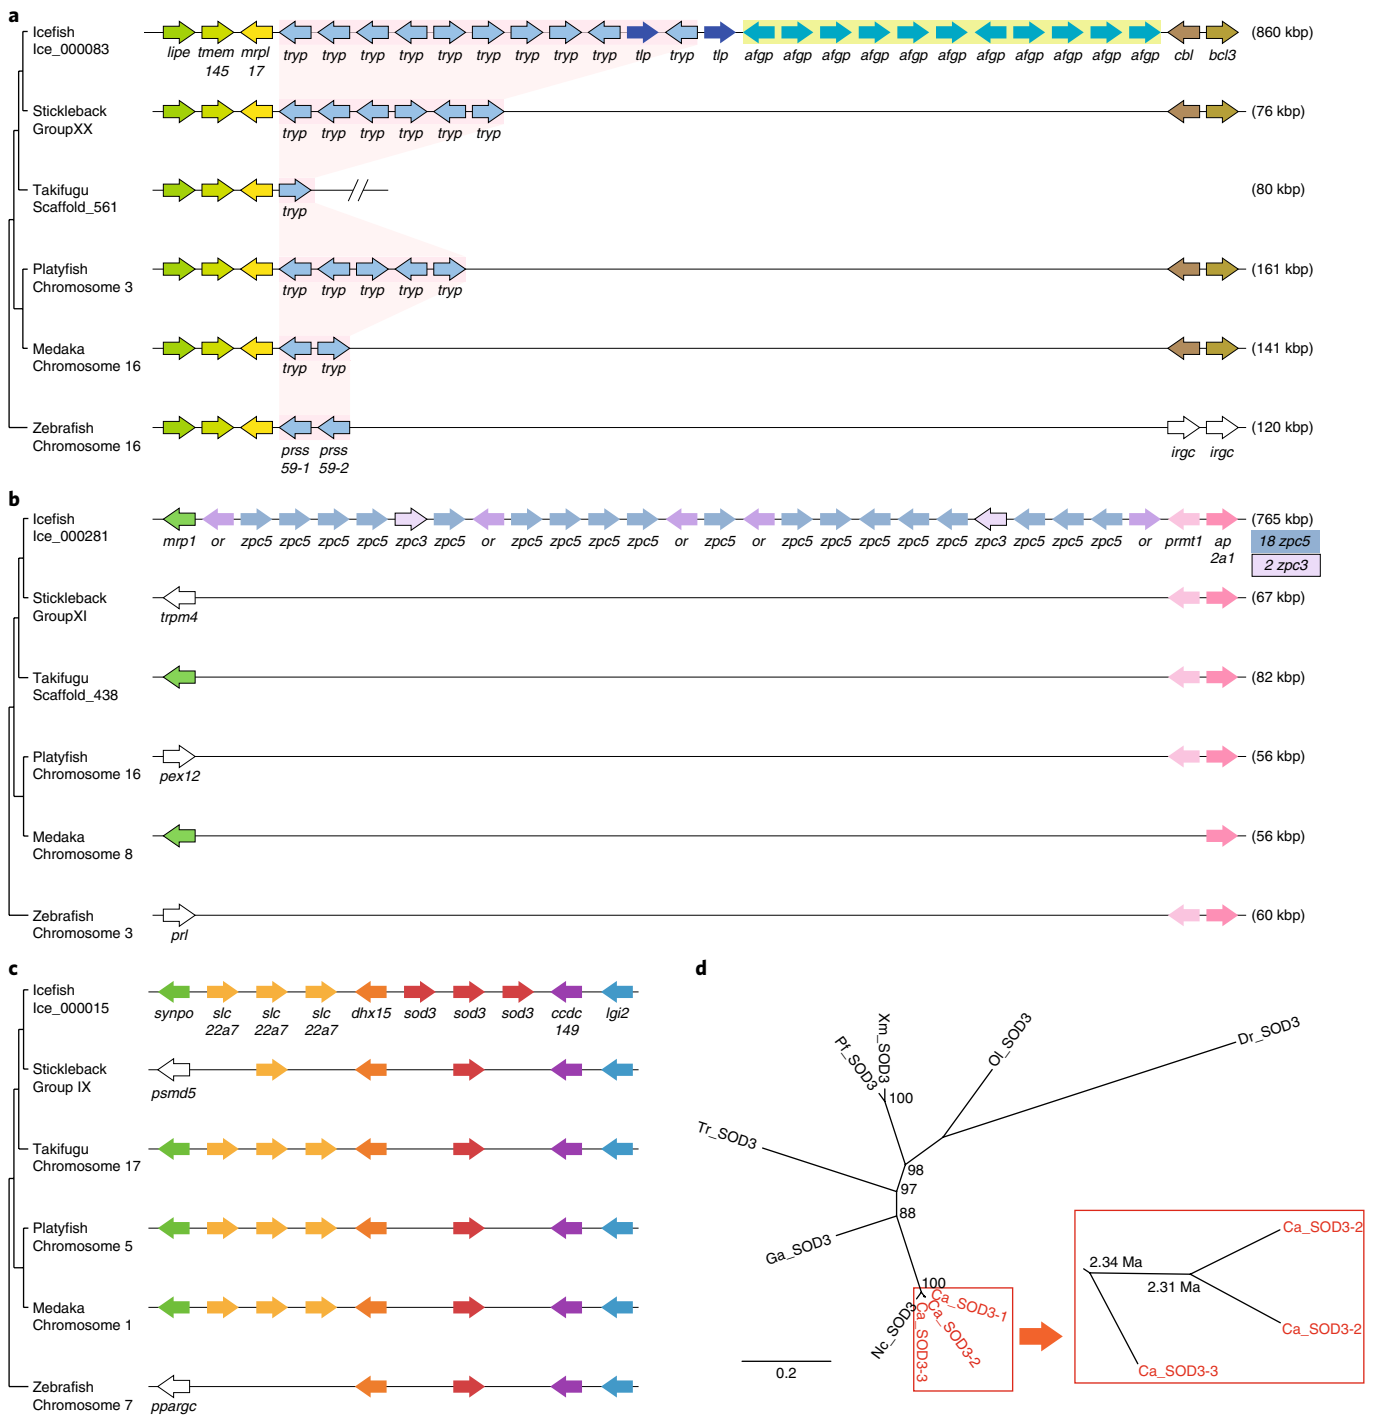 a
Icefish
Ice_000083
lipe tmem 145 mrpl 17 tryp tryp tryp tryp tryp tryp tryp tryp tryp tlp tryp tlp afgp afgp afgp afgp afgp afgp afgp afgp afgp afgp afgp cbl bcl3
(860 kbp)
Stickleback
GroupXX
tryp tryp tryp tryp tryp tryp
(76 kbp)
Takifugu
Scaffold_561
tryp
(80 kbp)
Platyfish
Chromosome 3
tryp tryp tryp tryp tryp
(161 kbp)
Medaka
Chromosome 16
tryp tryp
(141 kbp)
Zebrafish
Chromosome 16
prss 59-1 prss 59-2 irgc irgc
(120 kbp)
b
Icefish
Ice_000281
mrp1 or zpc5 zpc5 zpc5 zpc5 zpc3 zpc5 or zpc5 zpc5 zpc5 zpc5 or zpc5 or zpc5 zpc5 zpc5 zpc5 zpc5 zpc3 zpc5 zpc5 zpc5 or prmt1 ap 2a1
(765 kbp)
18 zpc5
2 zpc3
Stickleback
GroupXI
trpm4
(67 kbp)
Takifugu
Scaffold_438
(82 kbp)
Platyfish
Chromosome 16
pex12
(56 kbp)
Medaka
Chromosome 8
(56 kbp)
Zebrafish
Chromosome 3
prl
(60 kbp)
c
Icefish
Ice_000015
synpo slc 22a7 slc 22a7 slc 22a7 dhx15 sod3 sod3 sod3 ccdc 149 lgi2
Stickleback
Group IX
psmd5
Takifugu
Chromosome 17
Platyfish
Chromosome 5
Medaka
Chromosome 1
Zebrafish
Chromosome 7
ppargc
d
Xm_SOD3
Pf_SOD3
Ol_SOD3
Dr_SOD3
100
Tr_SOD3
98
97
88
Ga_SOD3
100
Nc_SOD3
Ca_SOD3-1
Ca_SOD3-2
Ca_SOD3-3
0.2
Ca_SOD3-2
2.34 Ma
2.31 Ma
Ca_SOD3-2
Ca_SOD3-3